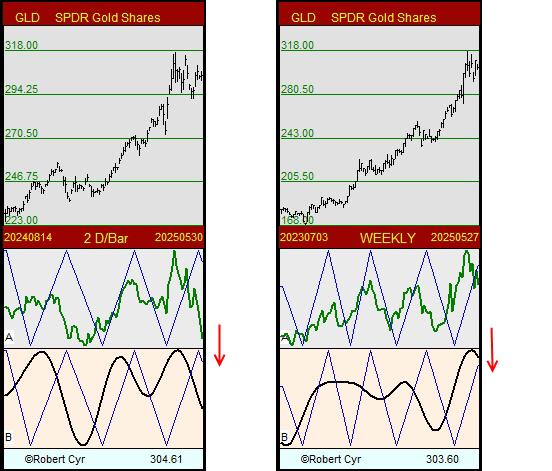 GLD SPDR Gold Shares
318.00
294.25
270.50
246.75
223.00
20240814 2 D/Bar 20250530
A
B
©Robert Cyr 304.61
GLD SPDR Gold Shares
318.00
280.50
243.00
205.50
168.00
20230703 WEEKLY 20250527
A
B
©Robert Cyr 303.60